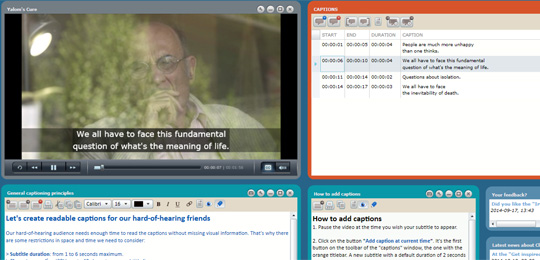 Yalom's Cure
We all have to face this fundamental
question of what's the meaning of life.
00:00:07 / 00:01:38
CAPTIONS
START END DURATION CAPTION
00:00:01 00:00:05 00:00:04 People are much more unhappy
than one thinks.
00:00:06 00:00:10 00:00:04 We all have to face this fundamental
question of what's the meaning of life.
00:00:11 00:00:14 00:00:02 Questions about isolation.
00:00:14 00:00:17 00:00:03 We all have to face
the inevitability of death.
General captioning principles
Calibri 16 B I U
Let's create readable captions for our hard-of-hearing friends
Our hard-of-hearing audience needs enough time to read the captions without missing visual information. That's why there
are some restrictions in space and time we need to consider:
~Subtitle duration: from 1 to 6 seconds maximum.
How to add captions
How to add captions
1. Pause the video at the time you wish your subtitle to appear.
2. Click on the button "Add caption at current time". It's the first
button on the toolbar of the "captions" window, the one with the
orange titlebar. A new subtitle with a default duration of 2 seconds
Your feedback?
Did you like the "In
2014-09-17, 13:43
Latest news about Cl
At the "Get inspired